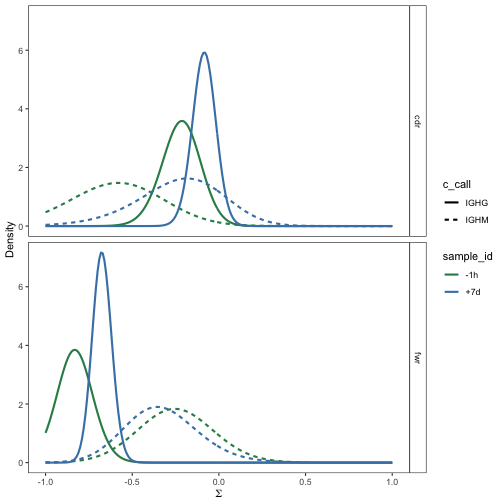 Density
6
4
2
0
cdr
6
4
2
0
fwr
-1.0
-0.5
0.0
0.5
1.0
Σ
c_call
IGHG
IGHM
sample_id
-1h
+7d